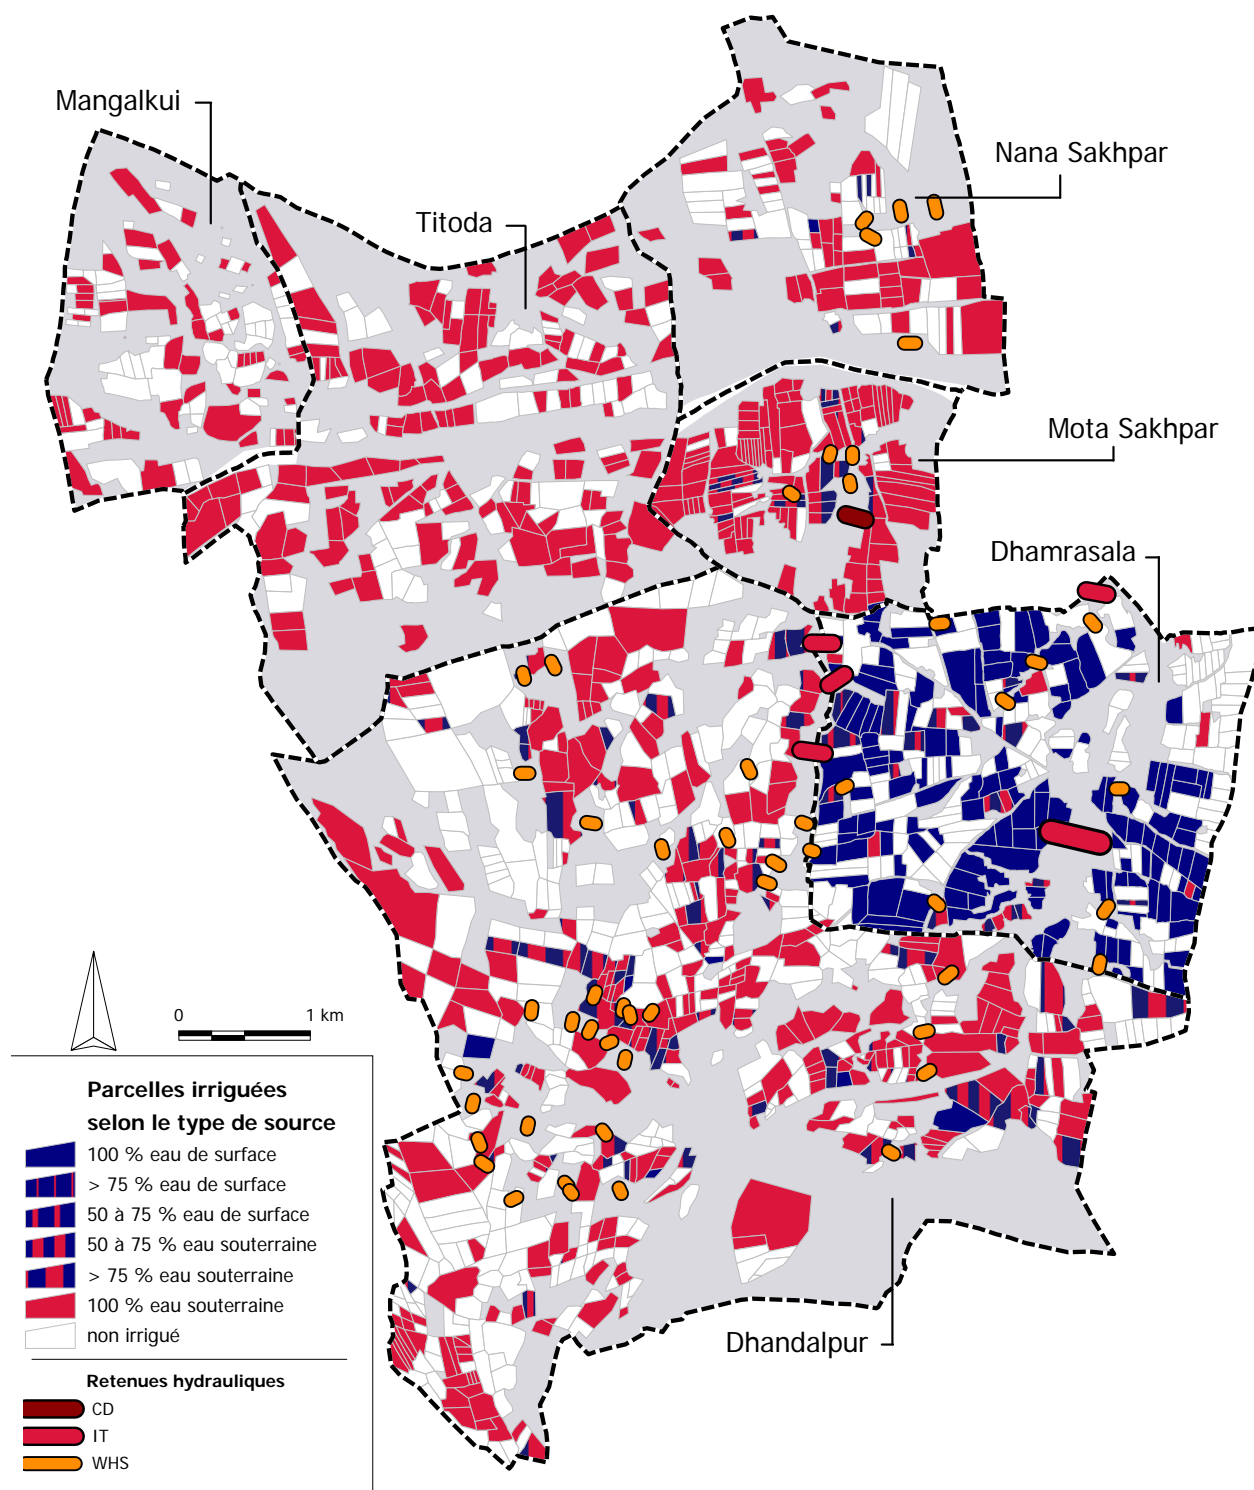 Mangalkui
Nana Sakhpar
Titoda
Mota Sakhpar
Dhamrasala
0 1 km
Parcelles irriguées
selon le type de source
100 % eau de surface
> 75 % eau de surface
50 à 75 % eau de surface
50 à 75 % eau souterraine
> 75 % eau souterraine
100 % eau souterraine
non irrigué
Dhandalpur
Retenues hydrauliques
CD
IT
WHS